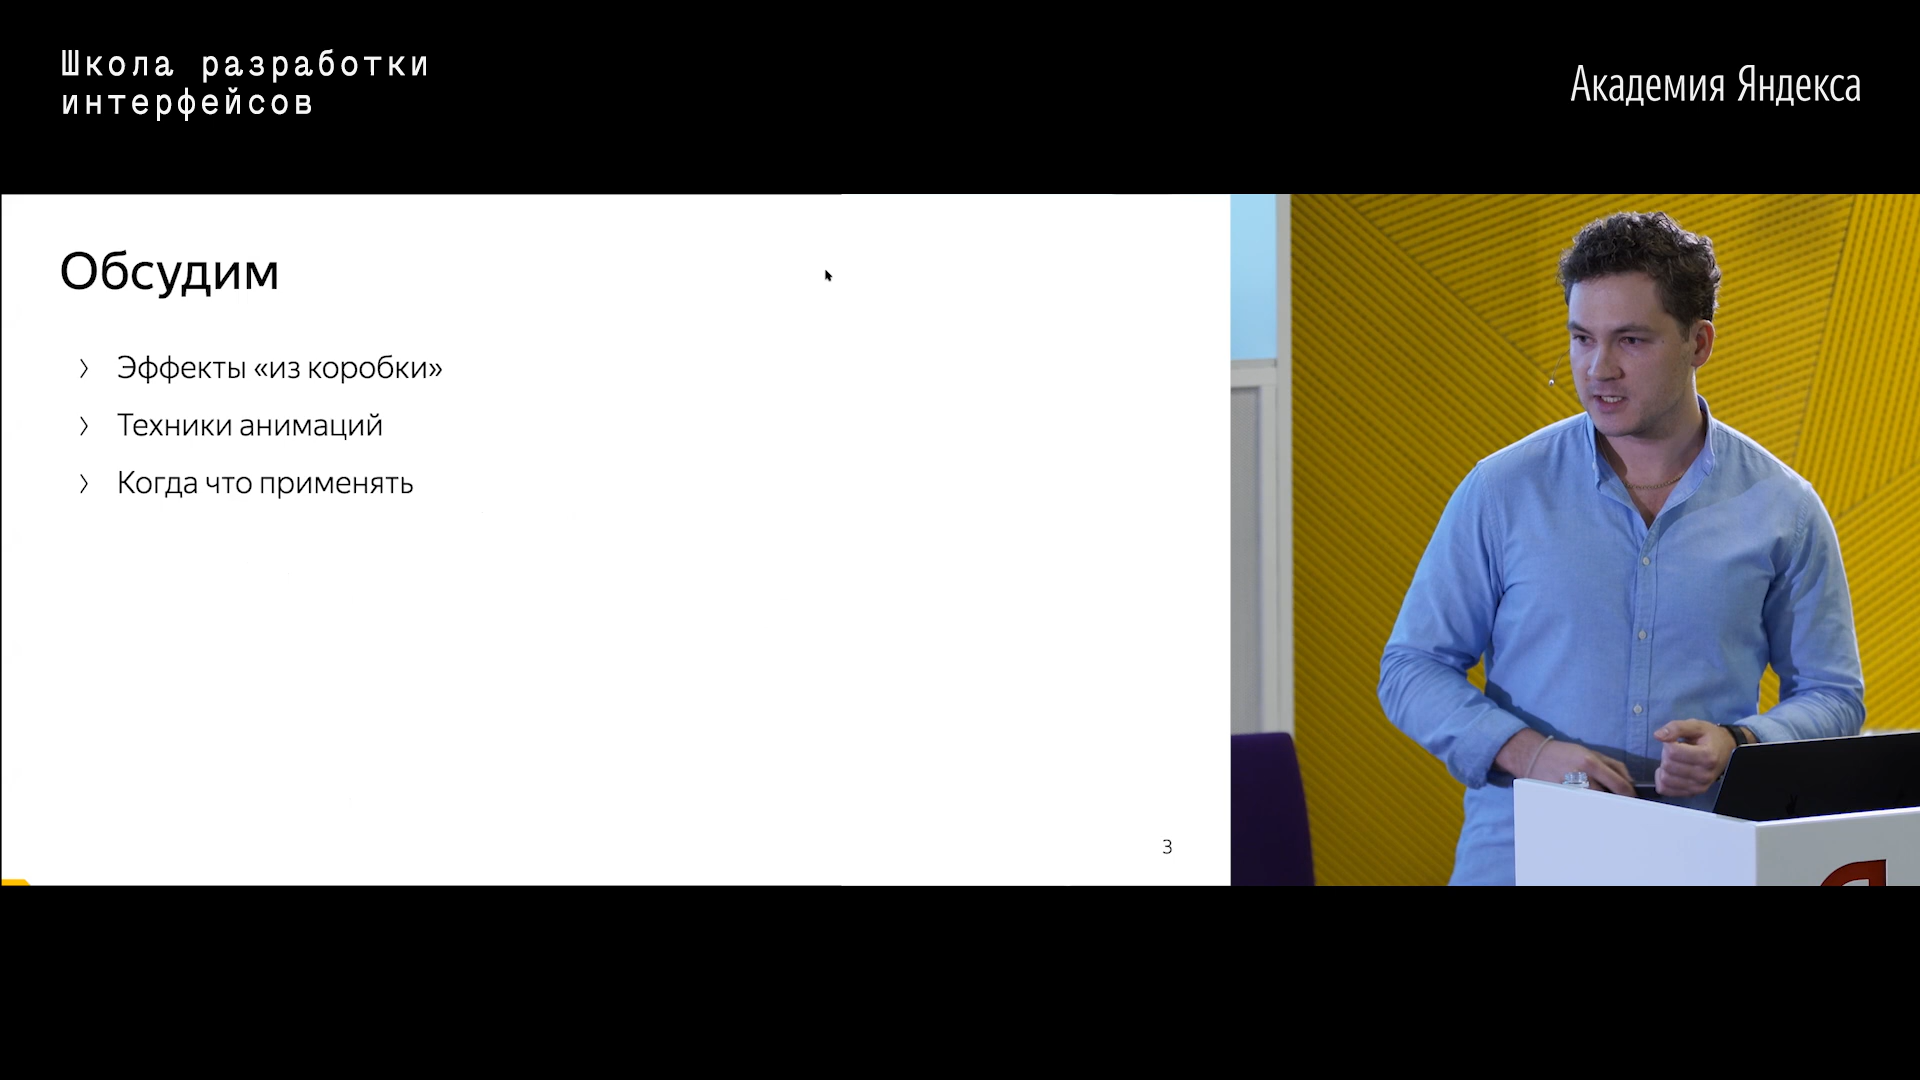 Школа разработки
интерфейсов
Академия Яндекса
Обсудим
Эффекты «из коробки»
Техники анимаций
Когда что применять
3